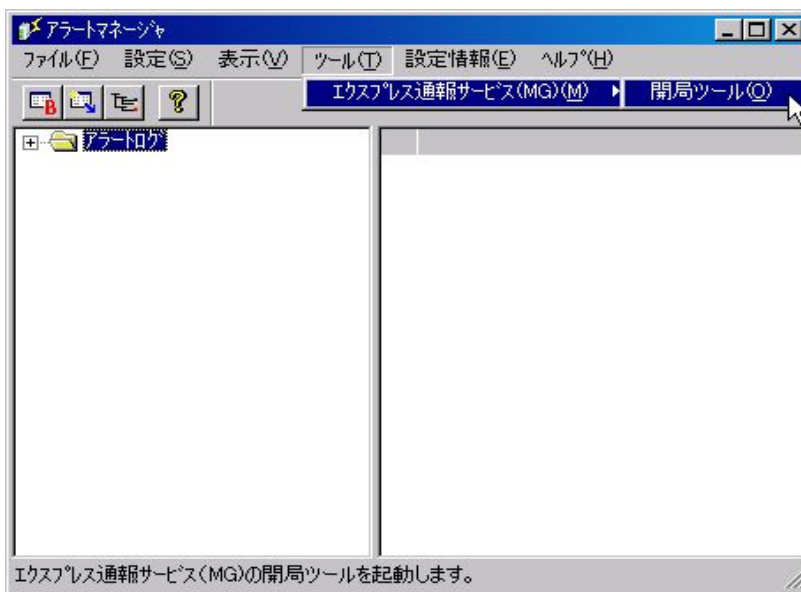 アラートマネージャ
ファイル(F) 設定(S) 表示(V) ツール(T) 設定情報(E) ヘルプ(H)
エクスプレス通報サービス(MG)(M) 開局ツール(O)
アラートログ
エクスプレス通報サービス(MG)の開局ツールを起動します。